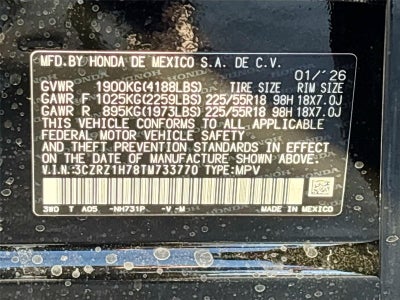 MFD.BY HONDA DE MEXICO S.A. DE C.V.
01/'26
GVWR 1900KG(4188LBS) TIRE SIZE RIM SIZE
GAWR F 1025KG(2259LBS) 225/55R18 98H 18X7.0J
GAWR R 895KG(1973LBS) 225/55R18 98H 18X7.0J
THIS VEHICLE CONFORMS TO ALL APPLICABLE
FEDERAL MOTOR VEHICLE SAFETY
AND THEFT PREVENTION STANDARDS IN EFFECT
ON THE DATE OF MANUFACTURE SHOWN ABOVE.
V.I.N:3CZRZ1H78TM733770 TYPE:MPV
3W0 T A05 -NH731P -V -M- MADE IN MEXICO